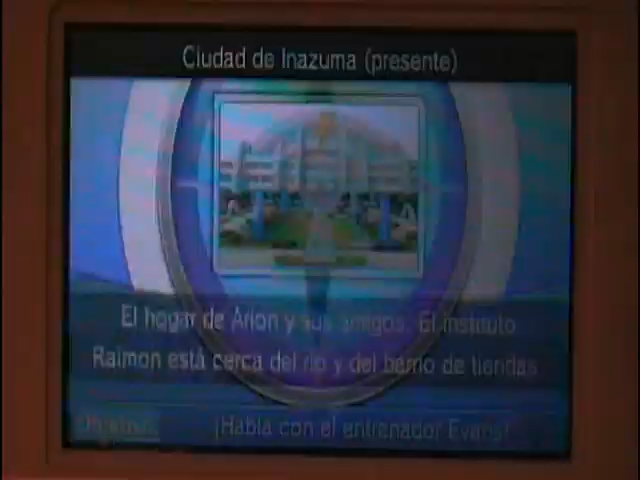 Ciudad de Inazuma (presente)
El hogar de Arion y sus amigos. El instituto
Raimon está cerca del río y del barrio de tiendas.
¡Habla con el entrenador Evans!